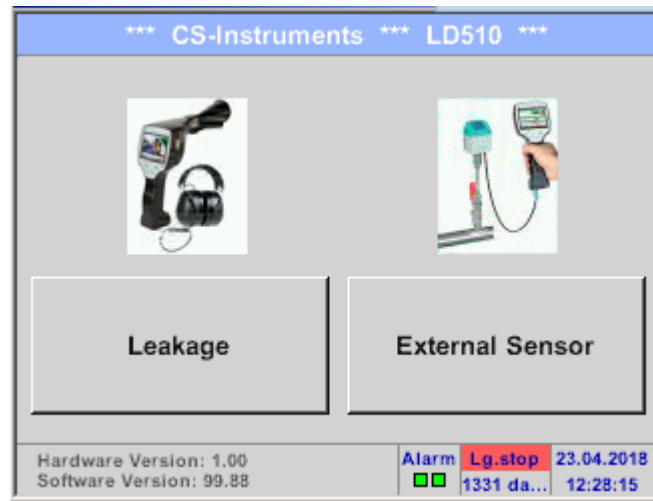 *** CS-Instruments *** LD510 ***
Leakage
External Sensor
Hardware Version: 1.00
Software Version: 99.88
Alarm
Lg.stop
1331 da...
23.04.2018
12:28:15